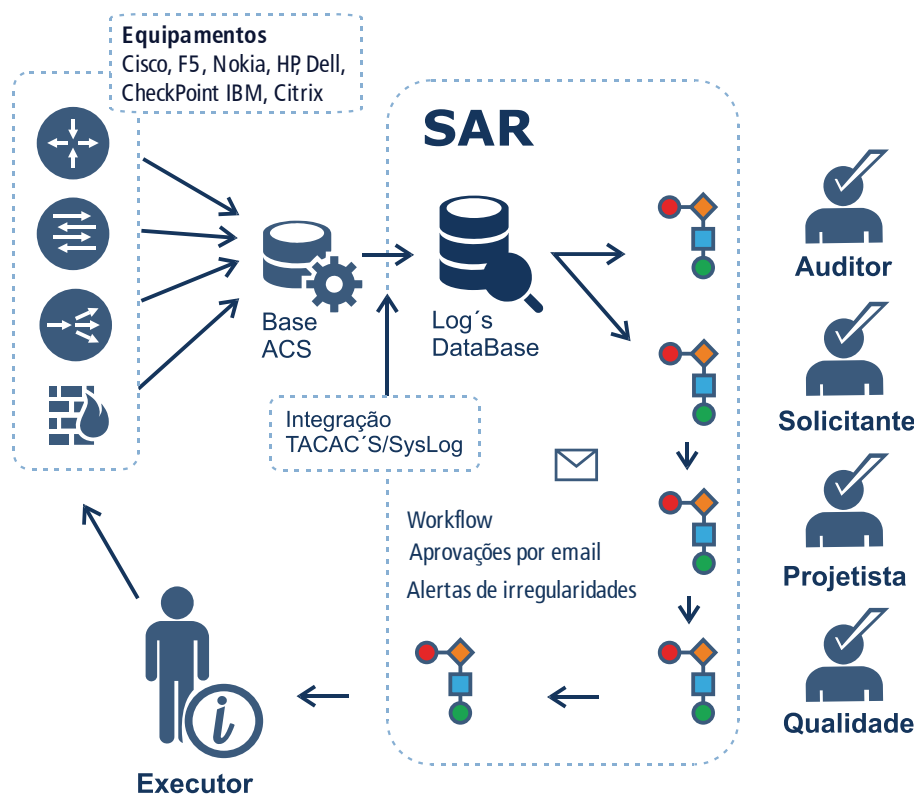 Equipamentos
Cisco, F5, Nokia, HP, Dell,
CheckPoint IBM, Citrix
SAR
Base
ACS
Log´s
DataBase
Integração
TACAC´S/SysLog
Workflow
Aprovações por email
Alertas de irregularidades
Auditor
Solicitante
Projetista
Qualidade
Executor
i